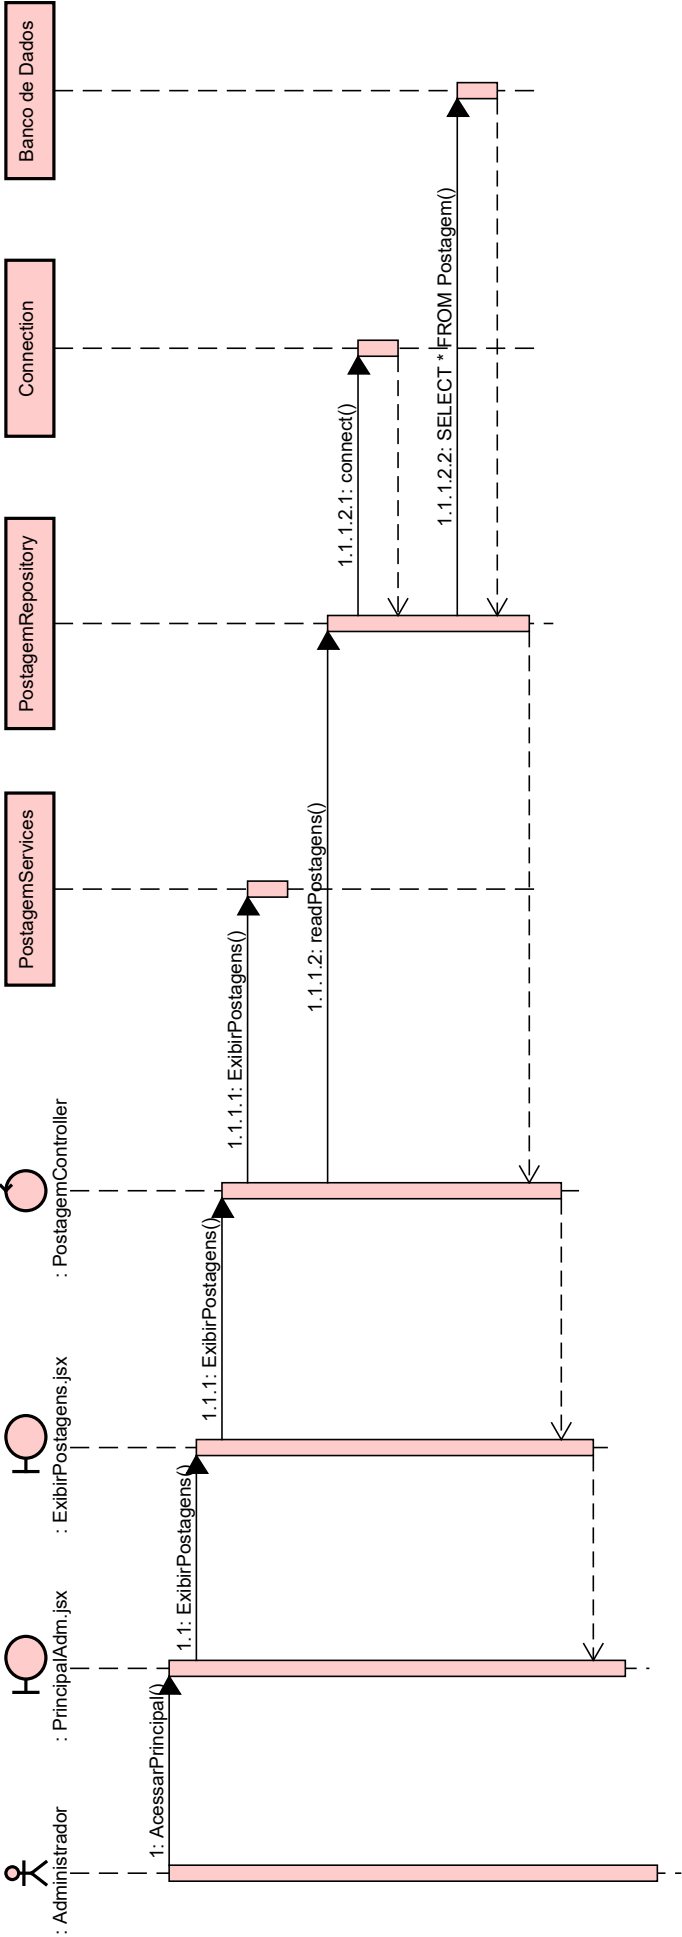 : Administrador
: PrincipalAdm.jsx
: ExibirPostagens.jsx
: PostagemController
PostagemServices
PostagemRepository
Connection
Banco de Dados
1: AcessarPrincipal()
1.1: ExibirPostagens()
1.1.1: ExibirPostagens()
1.1.1.1: ExibirPostagens()
1.1.1.2: readPostagens()
1.1.1.2.1: connect()
1.1.1.2.2: SELECT * FROM Postagem()